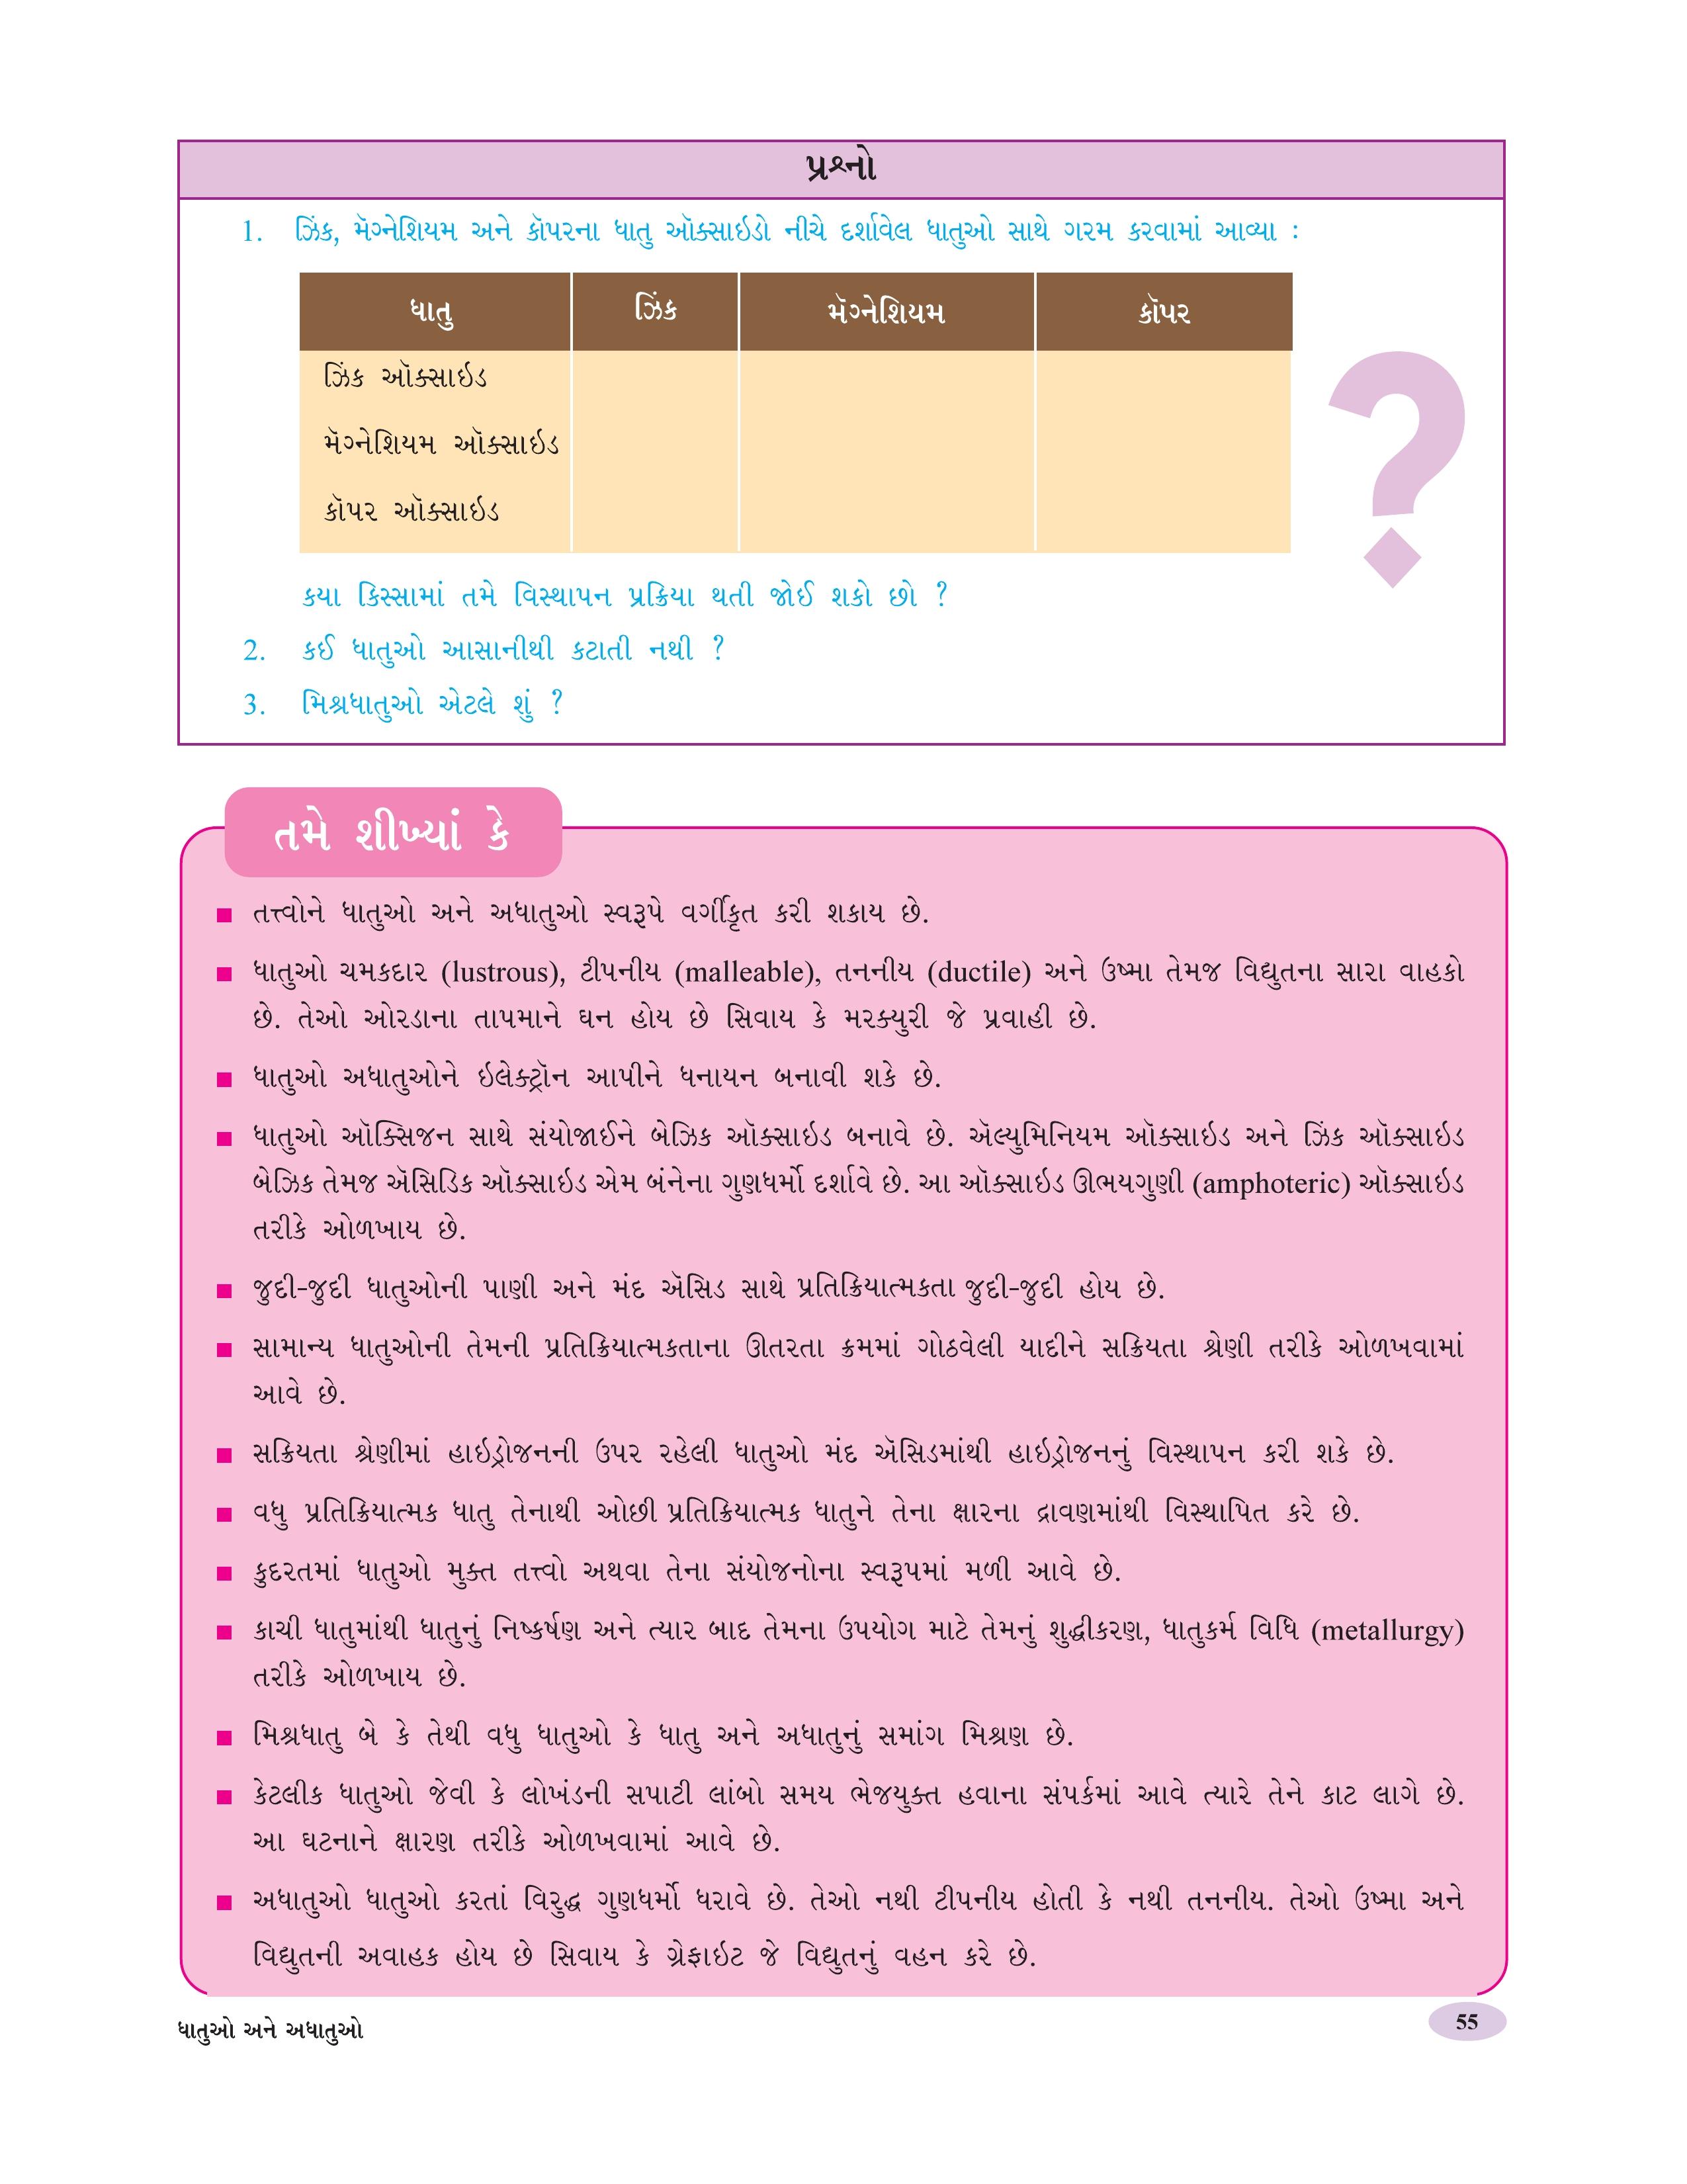 પ્રશ્નો
1. ઝિંક, મૅગ્નેશિયમ અને કૉપરના ધાતુ ઑક્સાઇડો નીચે દર્શાવેલ ધાતુઓ સાથે ગરમ કરવામાં આવ્યા :
ધાતુ ઝિંક મૅગ્નેશિયમ કૉપર
ઝિંક ઑક્સાઇડ
મૅગ્નેશિયમ ઑક્સાઇડ
કૉપર ઑક્સાઇડ
?
કયા કિસ્સામાં તમે વિસ્થાપન પ્રક્રિયા થતી જોઈ શકો છો ?
2. કઈ ધાતુઓ આસાનીથી કટાતી નથી ?
3. મિશ્રધાતુઓ એટલે શું ?
તમે શીખ્યાં કે
■ તત્ત્વોને ધાતુઓ અને અધાતુઓ સ્વરૂપે વર્ગીકૃત કરી શકાય છે.
■ ધાતુઓ ચમકદાર (lustrous), ટીપનીય (malleable), તનનીય (ductile) અને ઉષ્મા તેમજ વિદ્યુતના સારા વાહકો
છે. તેઓ ઓરડાના તાપમાને ઘન હોય છે સિવાય કે મરક્યુરી જે પ્રવાહી છે.
■ ધાતુઓ અધાતુઓને ઇલેક્ટ્રૉન આપીને ધનાયન બનાવી શકે છે.
■ ધાતુઓ ઑક્સિજન સાથે સંયોજાઈને બેઝિક ઑક્સાઇડ બનાવે છે. ઍલ્યુમિનિયમ ઑક્સાઇડ અને ઝિંક ઑક્સાઇડ
બેઝિક તેમજ ઍસિડિક ઑક્સાઇડ એમ બંનેના ગુણધર્મો દર્શાવે છે. આ ઑક્સાઇડ ઊભયગુણી (amphoteric) ઑક્સાઇડ
તરીકે ઓળખાય છે.
■ જુદી-જુદી ધાતુઓની પાણી અને મંદ ઍસિડ સાથે પ્રતિક્રિયાત્મકતા જુદી-જુદી હોય છે.
■ સામાન્ય ધાતુઓની તેમની પ્રતિક્રિયાત્મકતાના ઊતરતા ક્રમમાં ગોઠવેલી યાદીને સક્રિયતા શ્રેણી તરીકે ઓળખવામાં
આવે છે.
■ સક્રિયતા શ્રેણીમાં હાઇડ્રોજનની ઉપર રહેલી ધાતુઓ મંદ ઍસિડમાંથી હાઇડ્રોજનનું વિસ્થાપન કરી શકે છે.
■ વધુ પ્રતિક્રિયાત્મક ધાતુ તેનાથી ઓછી પ્રતિક્રિયાત્મક ધાતુને તેના ક્ષારના દ્રાવણમાંથી વિસ્થાપિત કરે છે.
■ કુદરતમાં ધાતુઓ મુક્ત તત્ત્વો અથવા તેના સંયોજનોના સ્વરૂપમાં મળી આવે છે.
■ કાચી ધાતુમાંથી ધાતુનું નિષ્કર્ષણ અને ત્યાર બાદ તેમના ઉપયોગ માટે તેમનું શુદ્ધીકરણ, ધાતુકર્મ વિધિ (metallurgy)
તરીકે ઓળખાય છે.
■ મિશ્રધાતુ બે કે તેથી વધુ ધાતુઓ કે ધાતુ અને અધાતુનું સમાંગ મિશ્રણ છે.
■ કેટલીક ધાતુઓ જેવી કે લોખંડની સપાટી લાંબો સમય ભેજયુક્ત હવાના સંપર્કમાં આવે ત્યારે તેને કાટ લાગે છે.
આ ઘટનાને ક્ષારણ તરીકે ઓળખવામાં આવે છે.
■ અધાતુઓ ધાતુઓ કરતાં વિરુદ્ધ ગુણધર્મો ધરાવે છે. તેઓ નથી ટીપનીય હોતી કે નથી તનનીય. તેઓ ઉષ્મા અને
વિદ્યુતની અવાહક હોય છે સિવાય કે ગ્રેફાઇટ જે વિદ્યુતનું વહન કરે છે.
ધાતુઓ અને અધાતુઓ
55